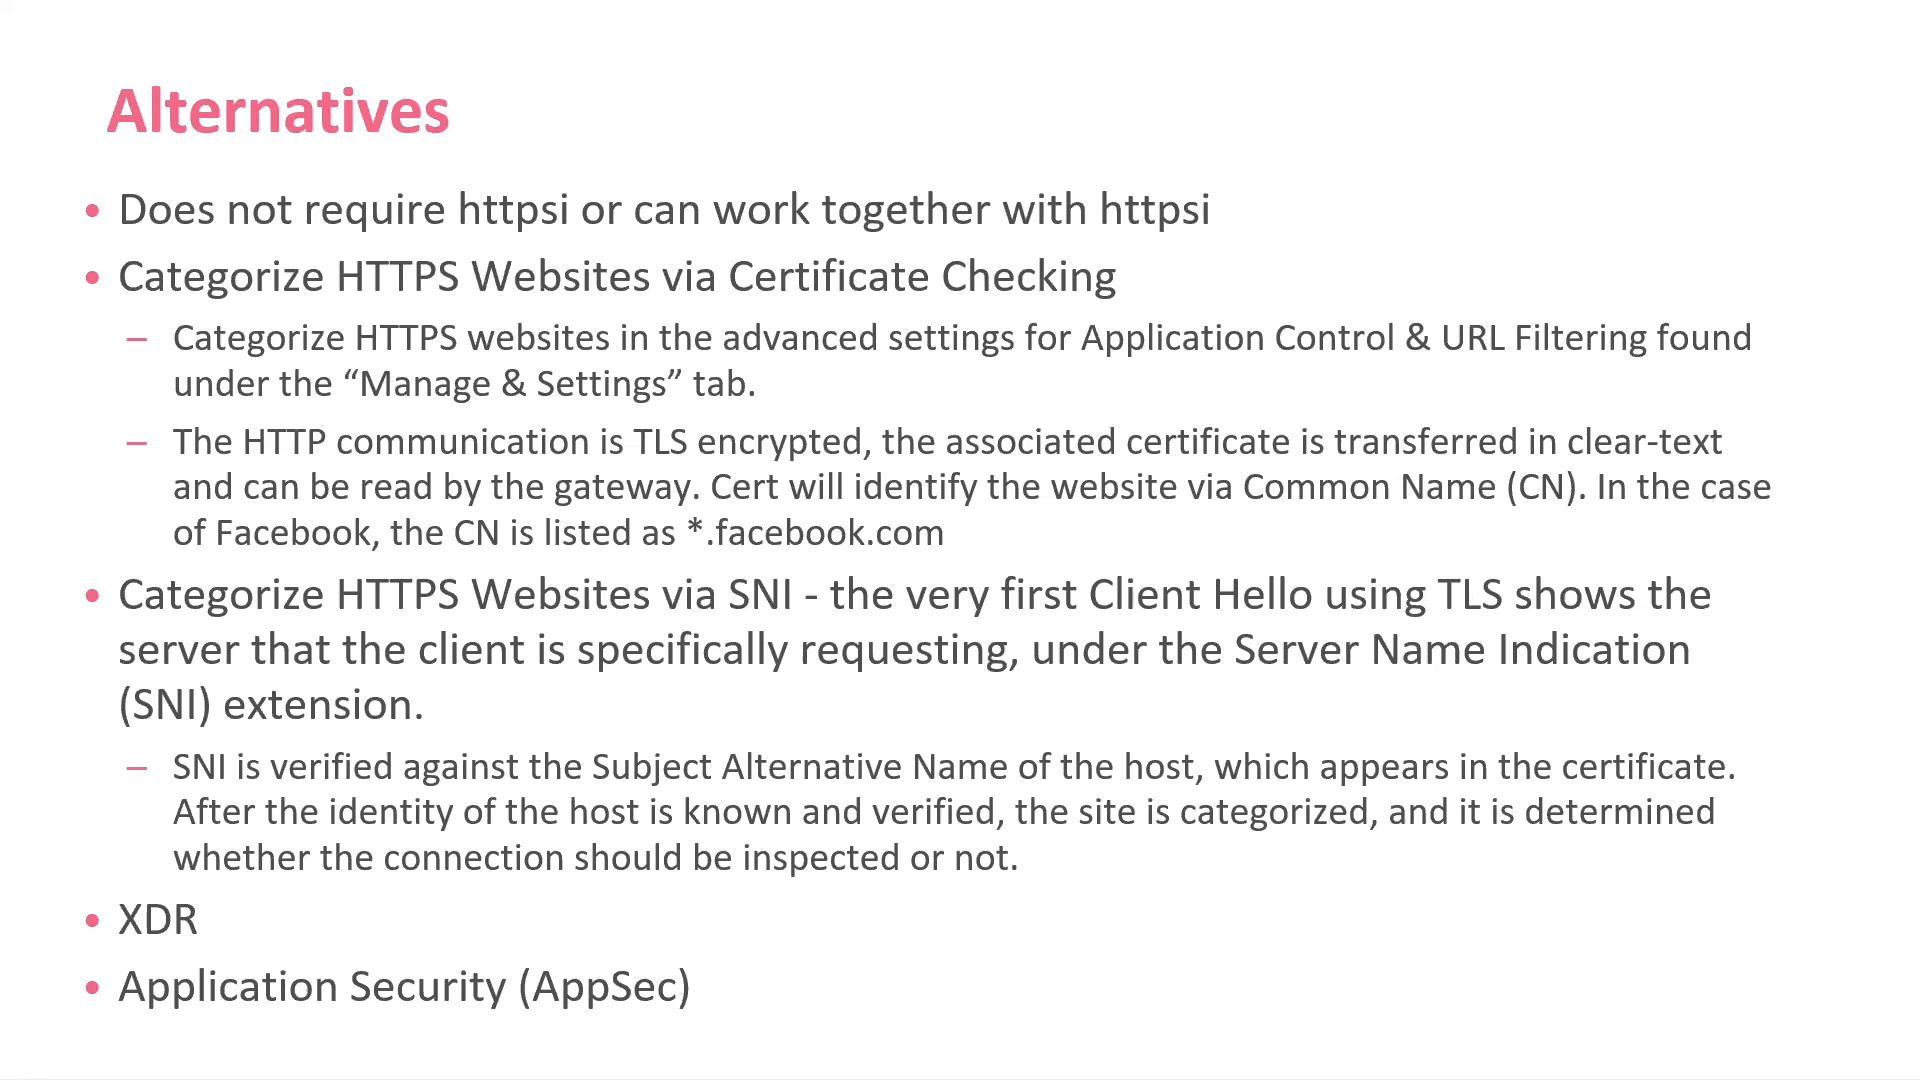 Alternatives
• Does not require httpsi or can work together with httpsi
• Categorize HTTPS Websites via Certificate Checking
– Categorize HTTPS websites in the advanced settings for Application Control & URL Filtering found
under the “Manage & Settings” tab.
– The HTTP communication is TLS encrypted, the associated certificate is transferred in clear-text
and can be read by the gateway. Cert will identify the website via Common Name (CN). In the case
of Facebook, the CN is listed as *.facebook.com
• Categorize HTTPS Websites via SNI - the very first Client Hello using TLS shows the
server that the client is specifically requesting, under the Server Name Indication
(SNI) extension.
– SNI is verified against the Subject Alternative Name of the host, which appears in the certificate.
After the identity of the host is known and verified, the site is categorized, and it is determined
whether the connection should be inspected or not.
• XDR
• Application Security (AppSec)